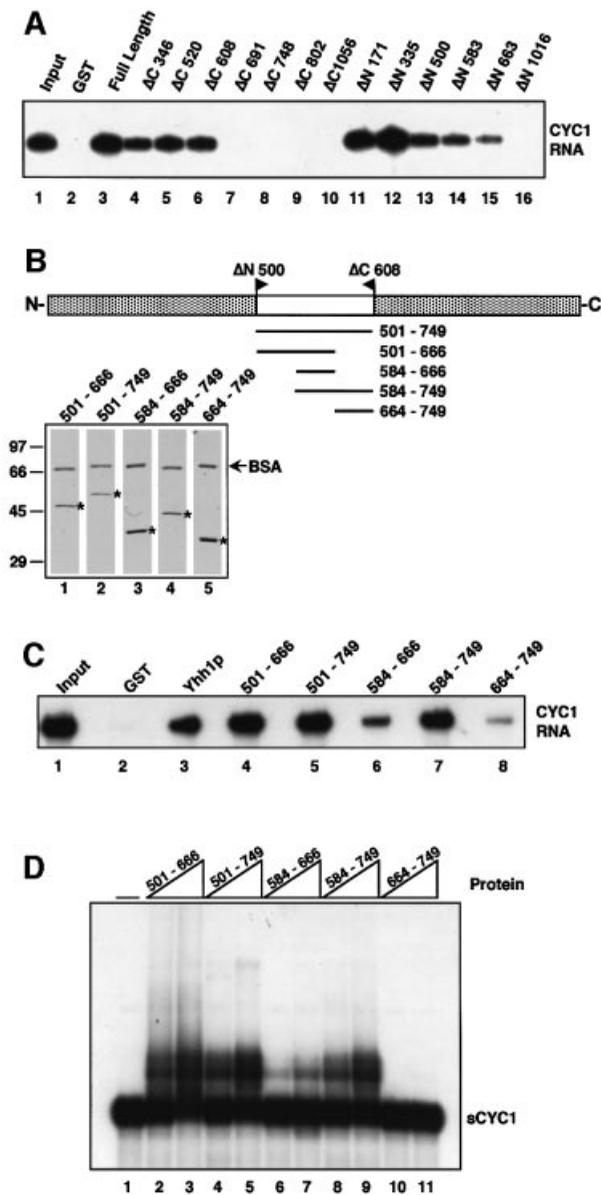 A
Input GST Full Length ΔC 346 ΔC 520 ΔC 608 ΔC 691 ΔC 748 ΔC 802 ΔC1056 ΔN 171 ΔN 335 ΔN 500 ΔN 583 ΔN 663 ΔN 1016
CYC1
RNA
1 2 3 4 5 6 7 8 9 10 11 12 13 14 15 16
B
ΔN 500 ΔC 608
N- -C
501 - 749
501 - 666
584 - 666
584 - 749
664 - 749
501 - 666 501 - 749 584 - 666 584 - 749 664 - 749
97
66
BSA
45
* * * * *
29
1 2 3 4 5
C
Input GST Yhh1p 501 - 666 501 - 749 584 - 666 584 - 749 664 - 749
CYC1
RNA
1 2 3 4 5 6 7 8
D
501 - 666 501 - 749 584 - 666 584 - 749 664 - 749
Protein
sCYC1
1 2 3 4 5 6 7 8 9 10 11